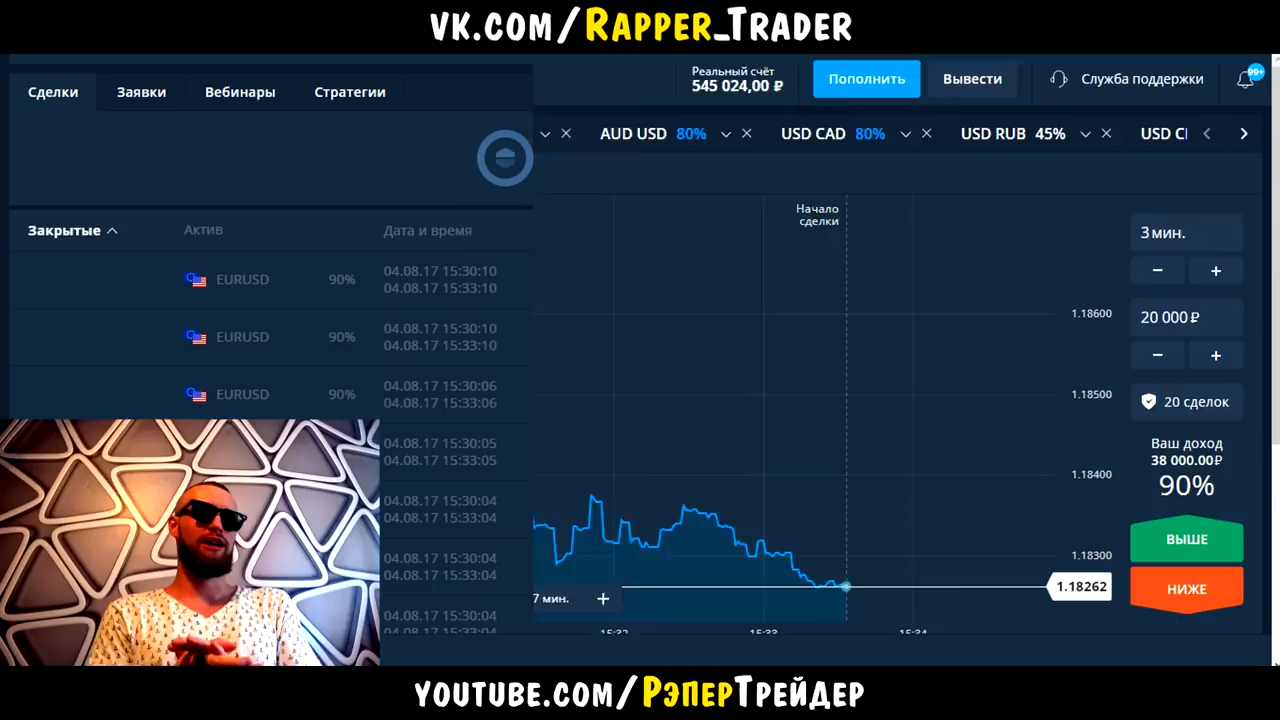 VK.COM/RAPPER_TRADER
Сделки
Заявки
Вебинары
Стратегии
Реальный счёт
545 024,00 ₽
Пополнить
Вывести
Служба поддержки
99+
AUD USD 80%
USD CAD 80%
USD RUB 45%
USD C
Закрытые
Актив
Дата и время
EURUSD 90%
04.08.17 15:30:10
04.08.17 15:33:10
EURUSD 90%
04.08.17 15:30:10
04.08.17 15:33:10
EURUSD 90%
04.08.17 15:30:06
04.08.17 15:33:06
04.08.17 15:30:05
04.08.17 15:33:05
04.08.17 15:30:04
04.08.17 15:33:04
04.08.17 15:30:04
04.08.17 15:33:04
04.08.17 15:30:04
04.08.17 15:33:04
Начало
сделки
1.18600
1.18500
1.18400
1.18300
1.18262
7 мин. +
15:32
15:33
15:34
3 мин.
− +
20 000 ₽
− +
20 сделок
Ваш доход
38 000.00₽
90%
ВЫШЕ
НИЖЕ
YOUTUBE.COM/РЭПЕРТРЕЙДЕР